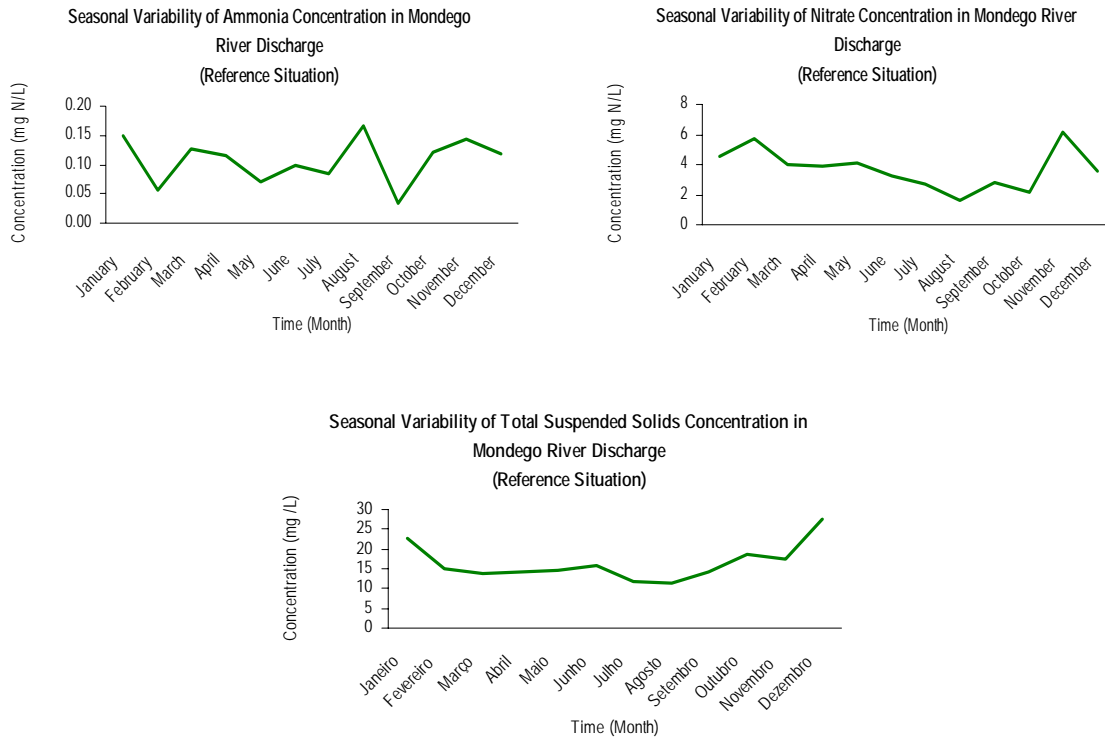 Seasonal Variability of Ammonia Concentration in Mondego
River Discharge
(Reference Situation)
Concentration (mg N/L)
0.20
0.15
0.10
0.05
0.00
January
February
March
April
May
June
July
August
September
October
November
December
Time (Month)
Seasonal Variability of Nitrate Concentration in Mondego River
Discharge
(Reference Situation)
Concentration (mg N/L)
8
6
4
2
0
January
February
March
April
May
June
July
August
September
October
November
December
Time (Month)
Seasonal Variability of Total Suspended Solids Concentration in
Mondego River Discharge
(Reference Situation)
Concentration (mg/L)
30
25
20
15
10
5
0
Janeiro
Fevereiro
Março
Abril
Maio
Junho
Julho
Agosto
Setembro
Outubro
Novembro
Dezembro
Time (Month)